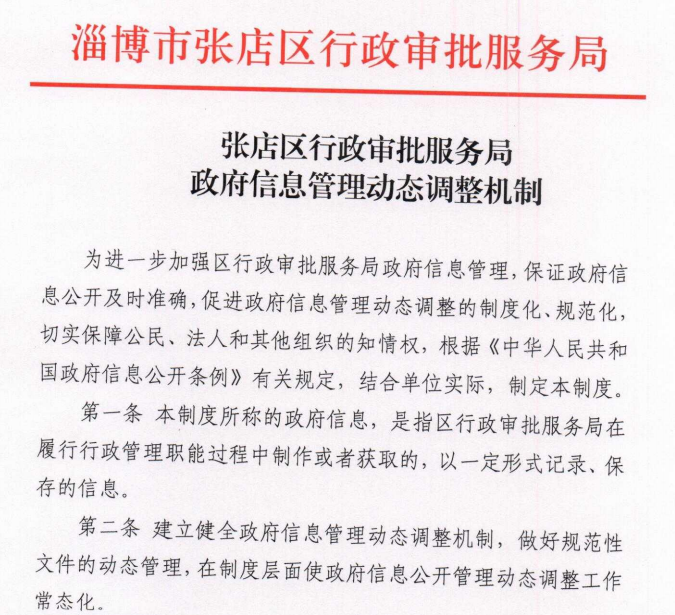 淄博市张店区行政审批服务局
张店区行政审批服务局
政府信息管理动态调整机制
为进一步加强区行政审批服务局政府信息管理,保证政府信
息公开及时准确,促进政府信息管理动态调整的制度化、规范化,
切实保障公民、法人和其他组织的知情权,根据《中华人民共和
国政府信息公开条例》有关规定,结合单位实际,制定本制度。
第一条 本制度所称的政府信息,是指区行政审批服务局在
履行行政管理职能过程中制作或者获取的,以一定形式记录、保
存的信息。
第二条 建立健全政府信息管理动态调整机制,做好规范性
文件的动态管理,在制度层面使政府信息公开管理动态调整工作
常态化。